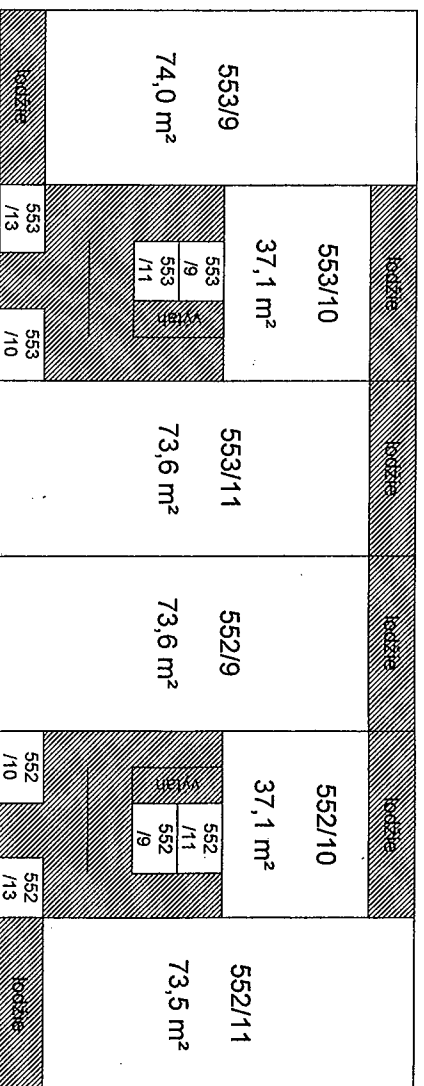 553/9
74,0 m²
lodžie
553/10
37,1 m²
lodžie
553
/9
553
/11
výtah
553
/13
553
/10
553/11
73,6 m²
lodžie
552/9
73,6 m²
lodžie
552/10
37,1 m²
lodžie
552
/11
552
/9
výtah
552
/10
552
/13
552/11
73,5 m²
lodžie